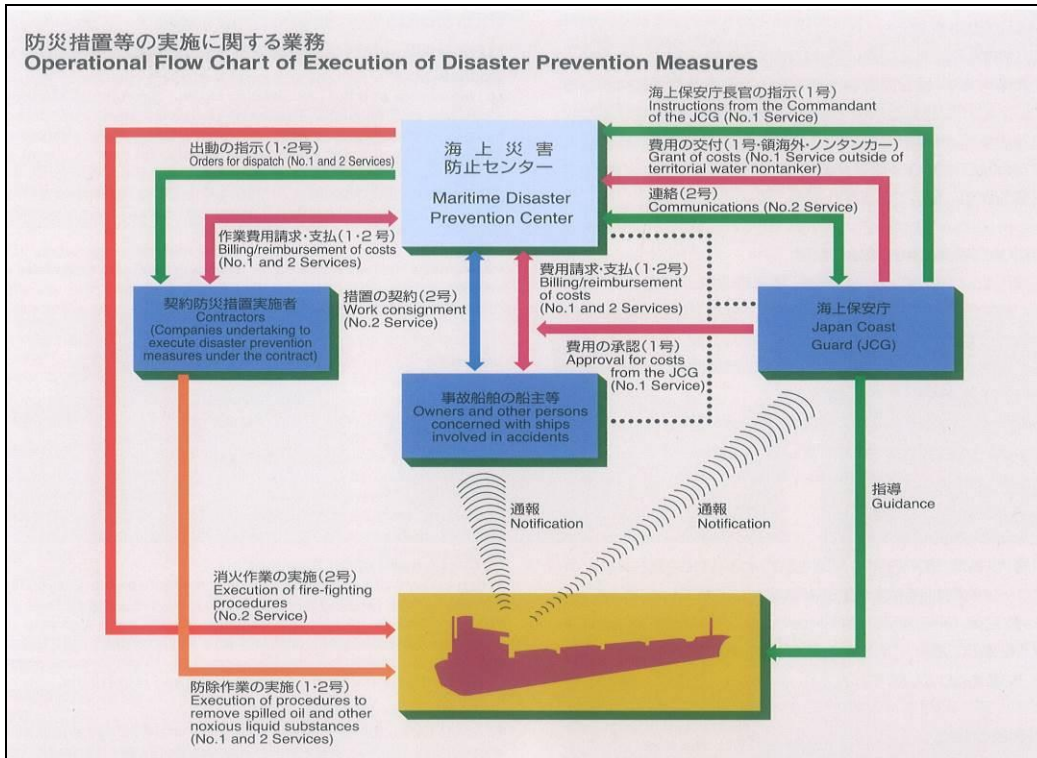 防災措置等の実施に関する業務
Operational Flow Chart of Execution of Disaster Prevention Measures
海上保安庁長官の指示(1号)
Instructions from the Commandant
of the JCG (No.1 Service)
出動の指示(1・2号)
Orders for dispatch (No.1 and 2 Services)
海上災害
防止センター
Maritime Disaster
Prevention Center
費用の交付(1号・領海外・ノンタンカー)
Grant of costs (No.1 Service outside of
territorial water nontanker)
連絡(2号)
Communications (No.2 Service)
作業費用請求・支払(1・2号)
Billing/reimbursement of costs
(No.1 and 2 Services)
費用請求・支払(1・2号)
Billing/reimbursement
of costs
(No.1 and 2 Services)
契約防災措置実施者
Contractors
(Companies undertaking to
execute disaster prevention
measures under the contract)
措置の契約(2号)
Work consignment
(No.2 Service)
海上保安庁
Japan Coast
Guard (JCG)
費用の承認(1号)
Approval for costs
from the JCG
(No.1 Service)
事故船舶の船主等
Owners and other persons
concerned with ships
involved in accidents
通報
Notification
通報
Notification
指導
Guidance
消火作業の実施(2号)
Execution of fire-fighting
procedures
(No.2 Service)
防除作業の実施(1・2号)
Execution of procedures to
remove spilled oil and other
noxious liquid substances
(No.1 and 2 Services)